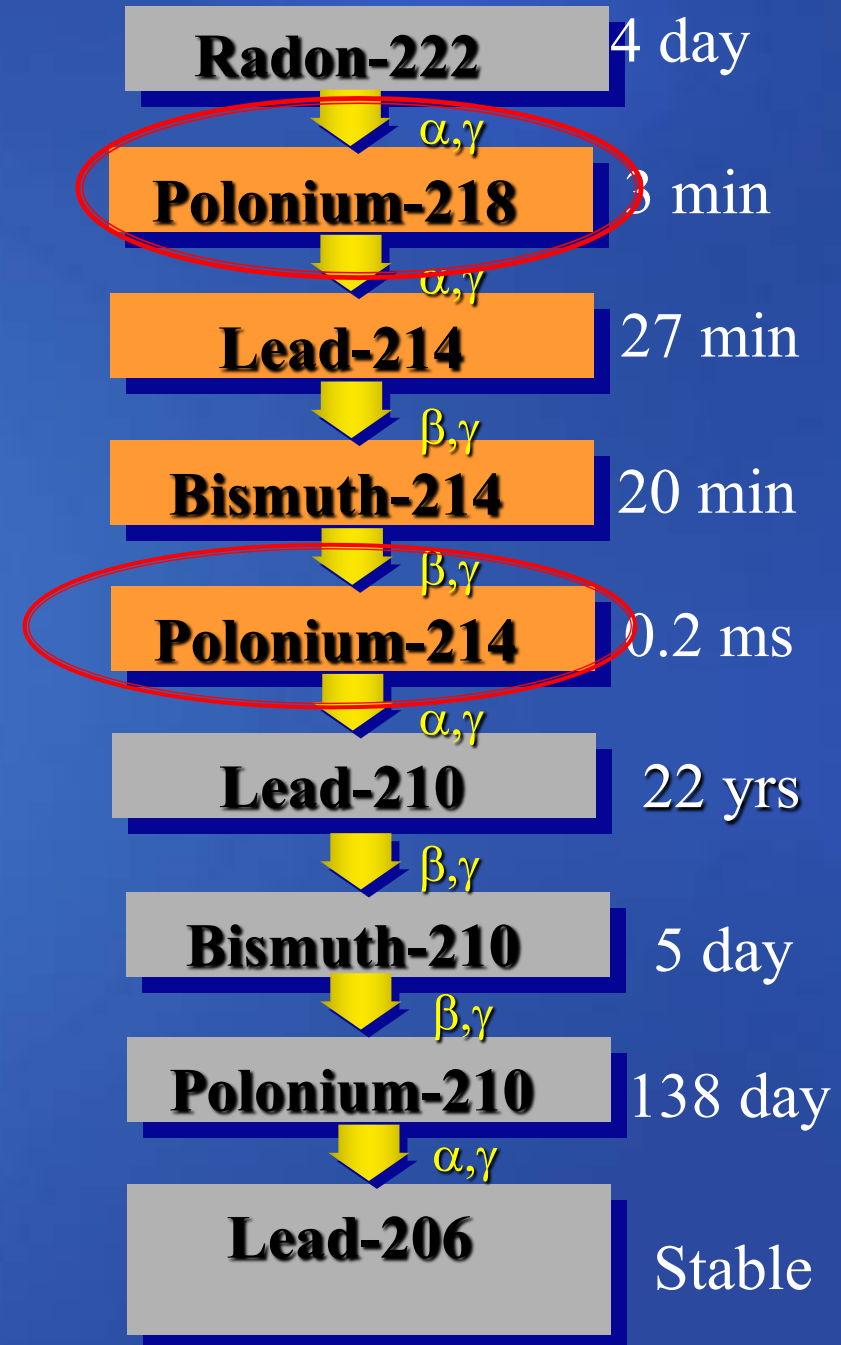 Radon-222
4 day
α,γ
Polonium-218
3 min
α,γ
Lead-214
27 min
β,γ
Bismuth-214
20 min
β,γ
Polonium-214
0.2 ms
α,γ
Lead-210
22 yrs
β,γ
Bismuth-210
5 day
β,γ
Polonium-210
138 day
α,γ
Lead-206
Stable